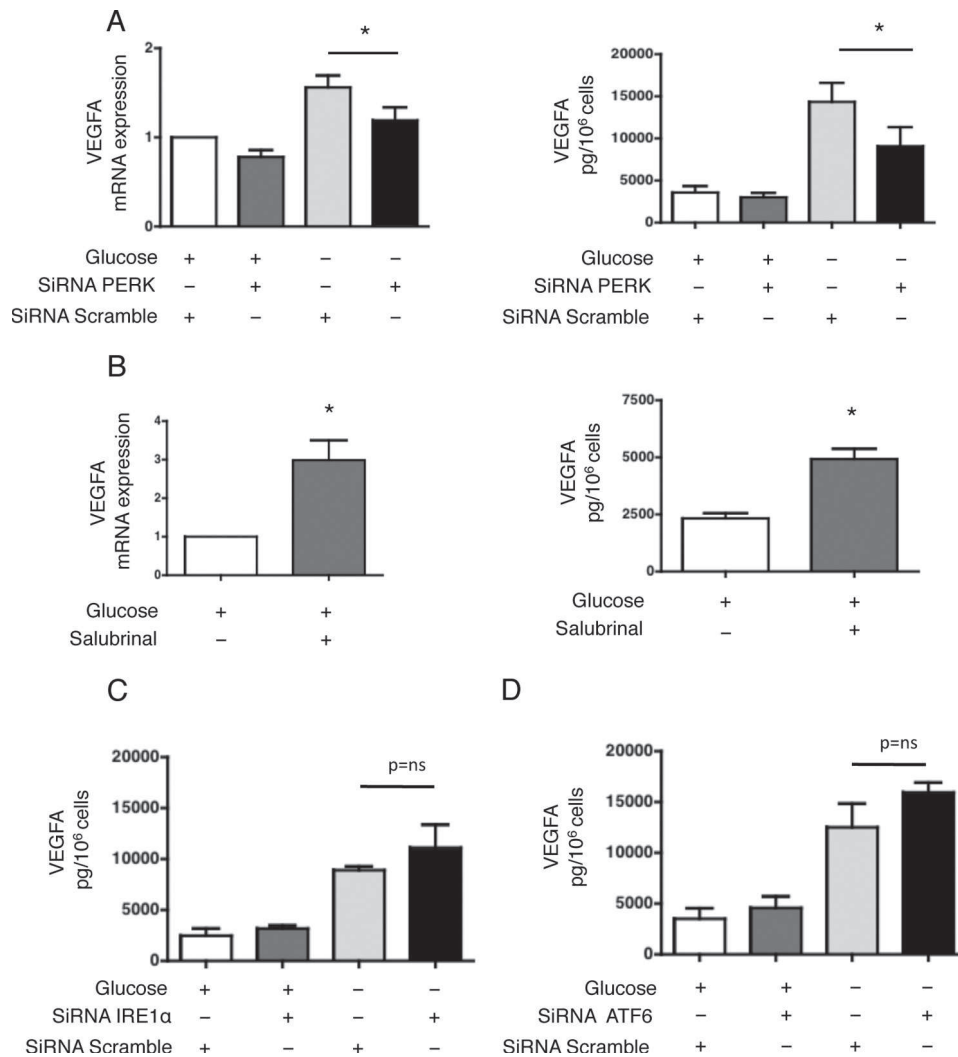 A
VEGFA
mRNA expression
2
1
0
*
Glucose + + – –
SiRNA PERK – + – +
SiRNA Scramble + – + –
VEGFA
pg/10⁶ cells
20000
15000
10000
5000
0
*
Glucose + + – –
SiRNA PERK – + – +
SiRNA Scramble + – + –
B
VEGFA
mRNA expression
4
3
2
1
0
*
Glucose + +
Salubrinal – +
VEGFA
pg/10⁶ cells
7500
5000
2500
0
*
Glucose + +
Salubrinal – +
C
VEGFA
pg/10⁶ cells
20000
15000
10000
5000
0
p=ns
Glucose + + – –
SiRNA IRE1α – + – +
SiRNA Scramble + – + –
D
VEGFA
pg/10⁶ cells
20000
15000
10000
5000
0
p=ns
Glucose + + – –
SiRNA ATF6 – + – +
SiRNA Scramble + – + –